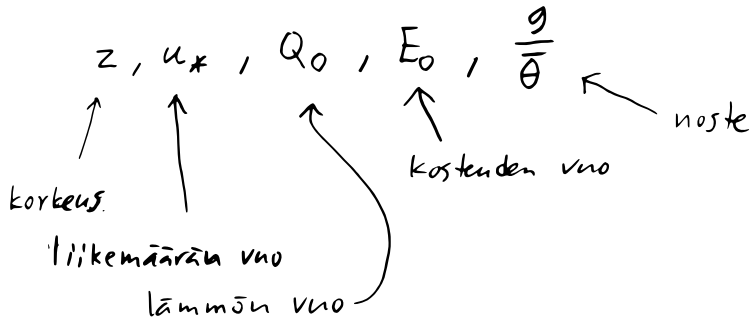 z, u*, Q₀, E₀, g/θ̅
noste
kosteuden vuo
korkeus
liikemäärän vuo
lämmön vuo